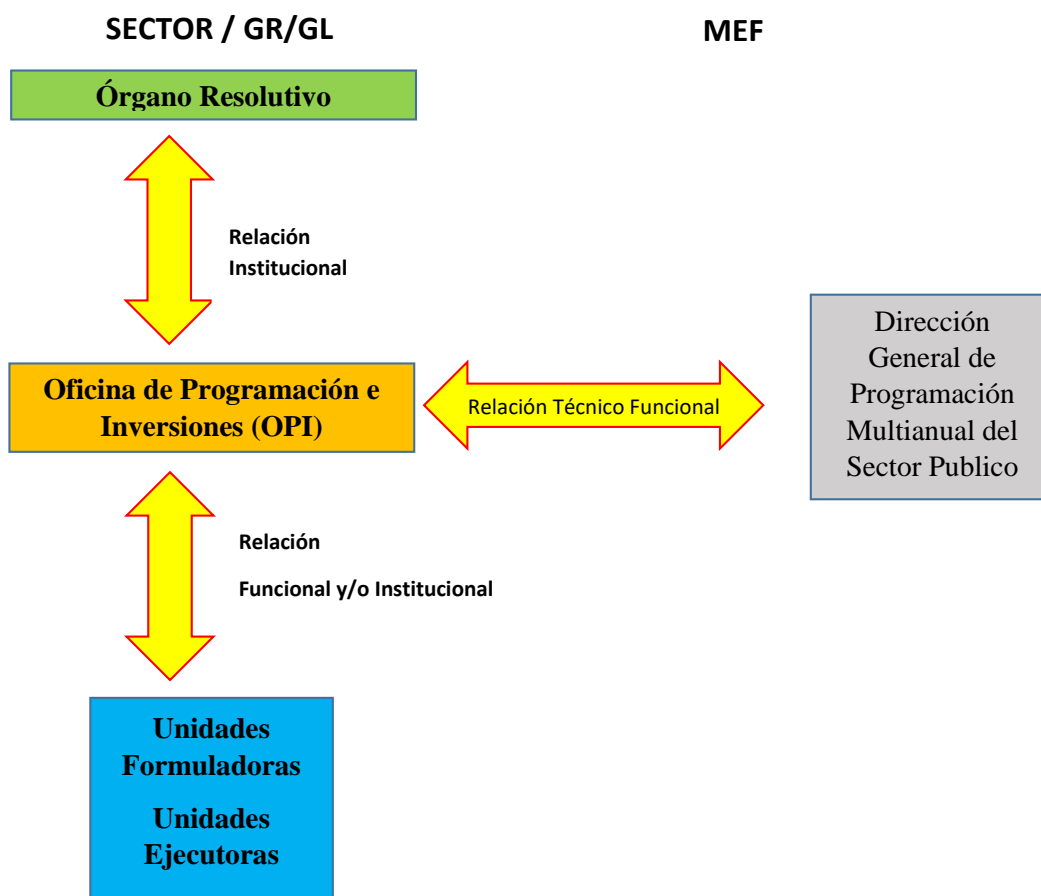 SECTOR / GR/GL
MEF
Órgano Resolutivo
Relación
Institucional
Oficina de Programación e
Inversiones (OPI)
Relación Técnico Funcional
Dirección
General de
Programación
Multianual del
Sector Publico
Relación
Funcional y/o Institucional
Unidades
Formuladoras
Unidades
Ejecutoras